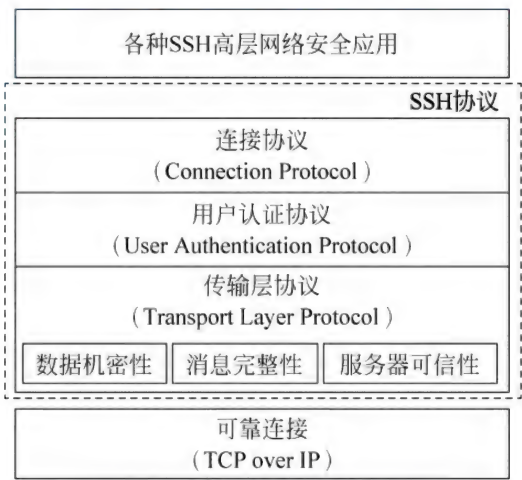 各种SSH高层网络安全应用
SSH协议
连接协议
（Connection Protocol）
用户认证协议
（User Authentication Protocol）
传输层协议
（Transport Layer Protocol）
数据机密性 消息完整性 服务器可信性
可靠连接
（TCP over IP）